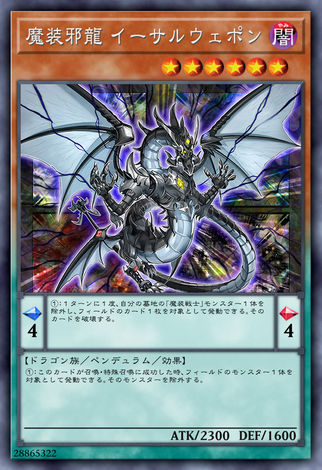 魔装邪龍 イーサルウェポン
闇
①：１ターンに１度、自分の墓地の「魔装戦士」モンスター１体を
除外し、フィールドのカード１枚を対象として発動できる。その
カードを破壊する。
4
4
【ドラゴン族／ペンデュラム／効果】
①：このカードが召喚・特殊召喚に成功した時、フィールドのモンスター１体を
対象として発動できる。そのモンスターを除外する。
ATK/2300 DEF/1600
28865322